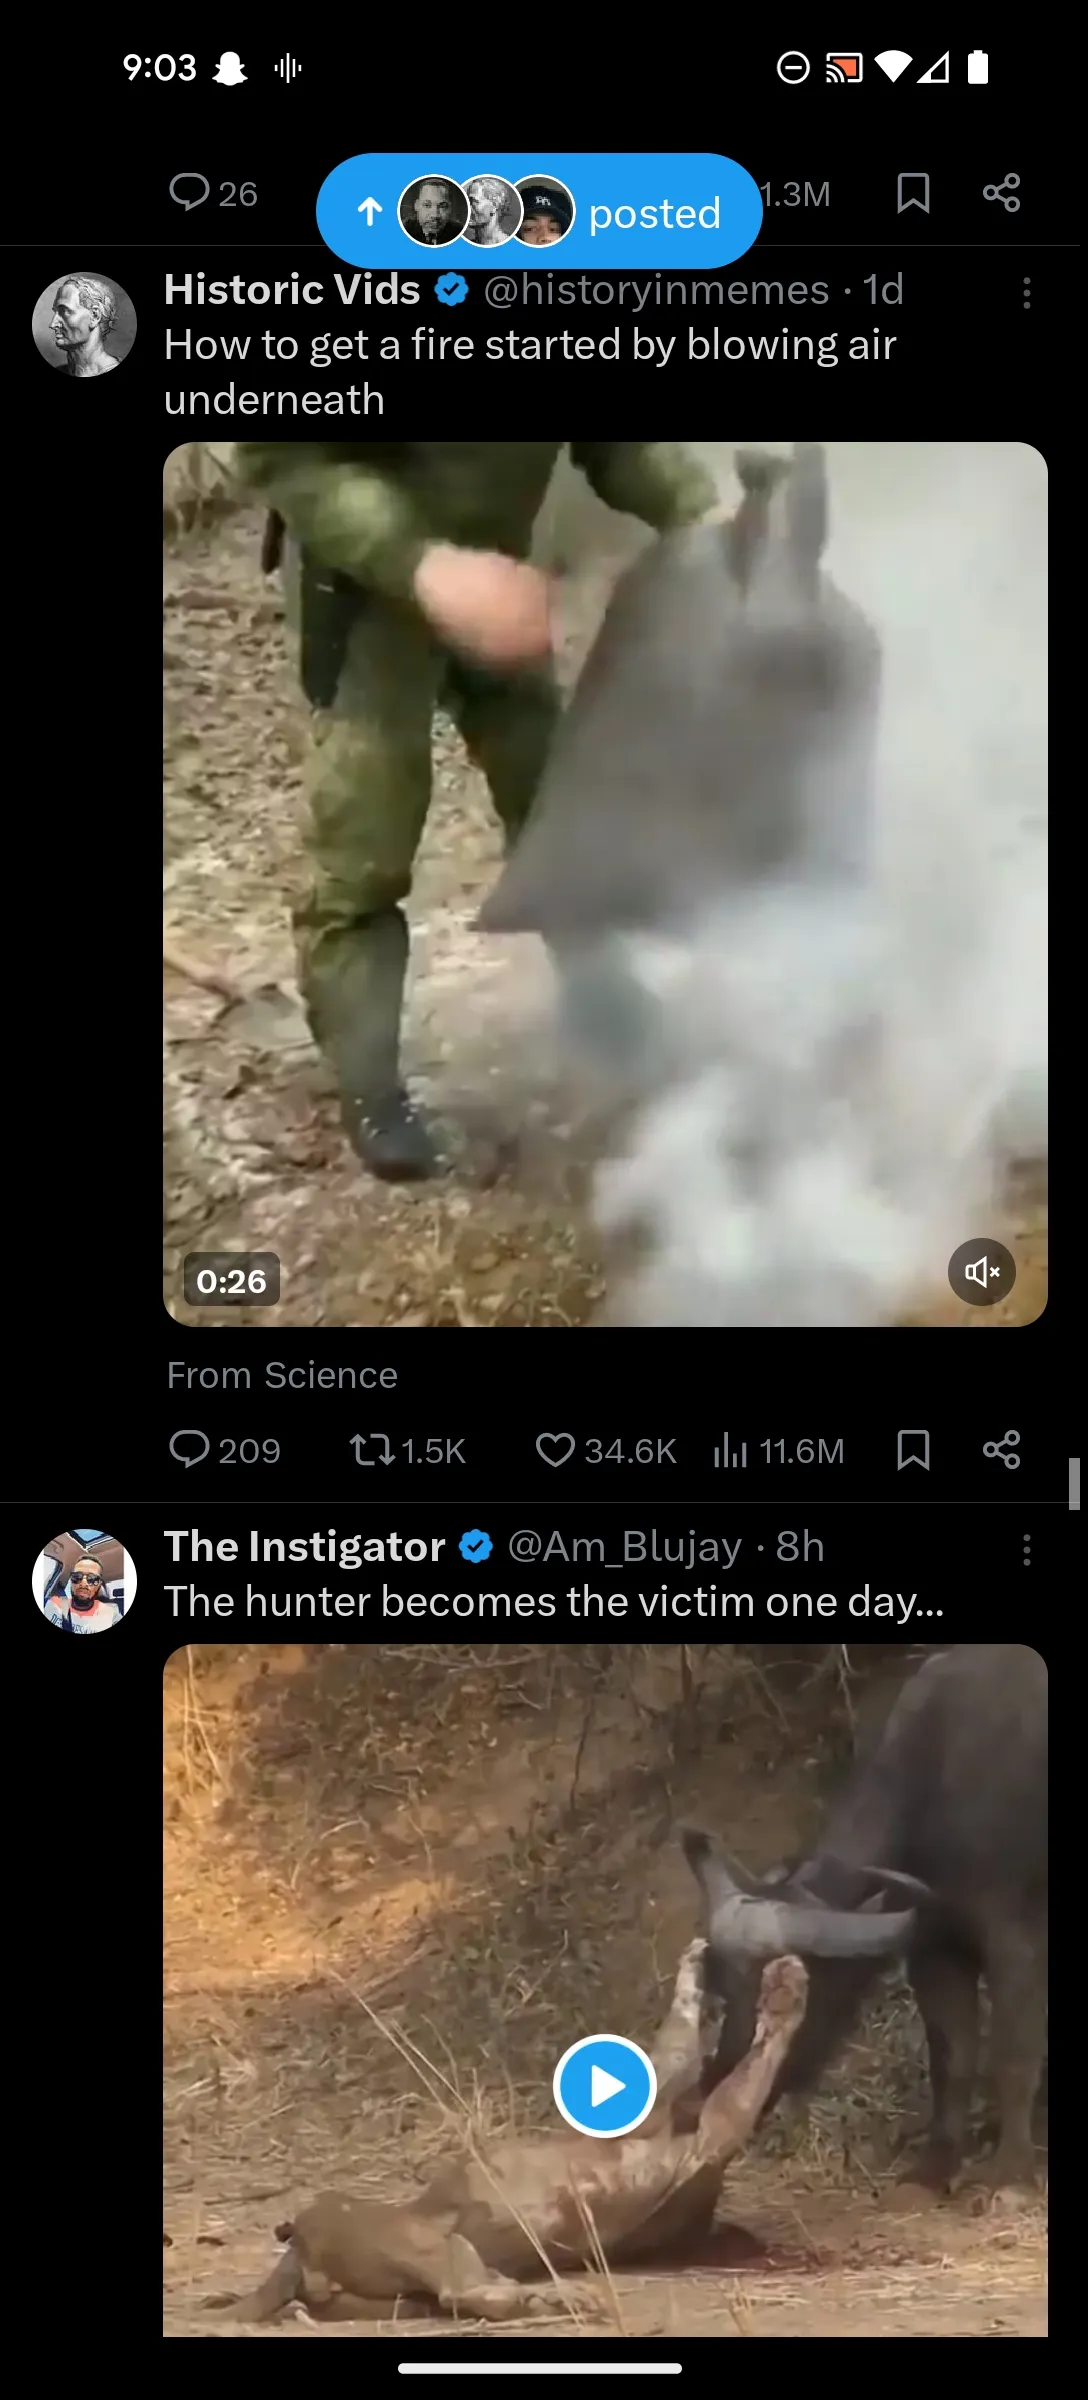 9:03
26
posted
1.3M
Historic Vids @historyinmemes · 1d
How to get a fire started by blowing air
underneath
0:26
From Science
209 1.5K 34.6K 11.6M
The Instigator @Am_Blujay · 8h
The hunter becomes the victim one day...